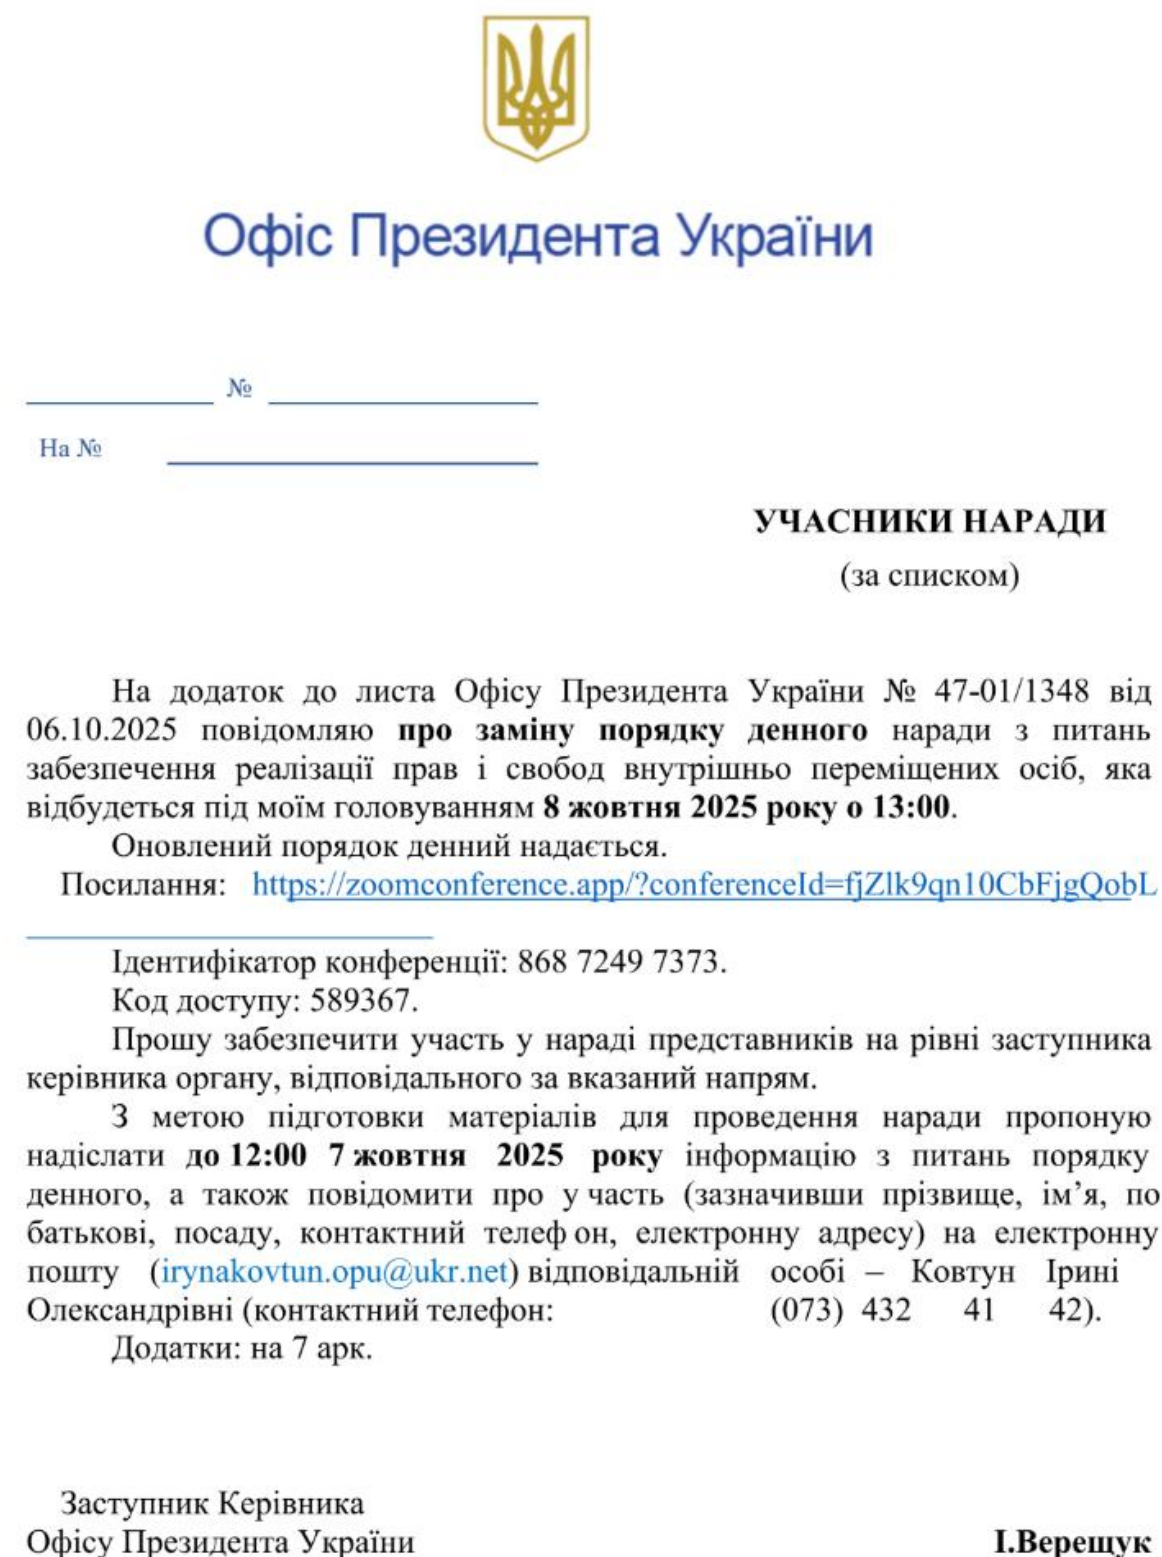 Офіс Президента України
№
На №
УЧАСНИКИ НАРАДИ
(за списком)
На додаток до листа Офісу Президента України № 47-01/1348 від
06.10.2025 повідомляю про заміну порядку денного наради з питань
забезпечення реалізації прав і свобод внутрішньо переміщених осіб, яка
відбудеться під моїм головуванням 8 жовтня 2025 року о 13:00.
Оновлений порядок денний надається.
Посилання: https://zoomconference.app/?conferenceId=fjZlk9qn10CbFjgQobL
Ідентифікатор конференції: 868 7249 7373.
Код доступу: 589367.
Прошу забезпечити участь у нараді представників на рівні заступника
керівника органу, відповідального за вказаний напрям.
З метою підготовки матеріалів для проведення наради пропоную
надіслати до 12:00 7 жовтня 2025 року інформацію з питань порядку
денного, а також повідомити про у часть (зазначивши прізвище, ім’я, по
батькові, посаду, контактний телеф он, електронну адресу) на електронну
пошту (irynakovtun.opu@ukr.net) відповідальній особі – Ковтун Ірині
Олександрівні (контактний телефон: (073) 432 41 42).
Додатки: на 7 арк.
Заступник Керівника
Офісу Президента України І.Верещук